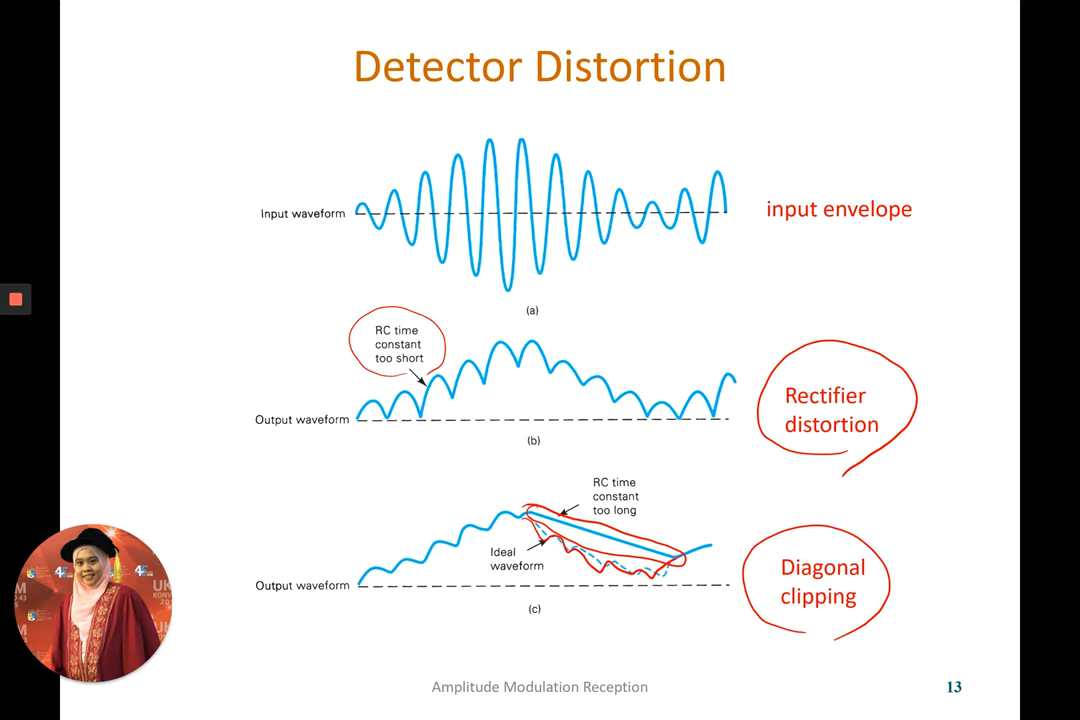 Detector Distortion
Input waveform
input envelope
(a)
RC time
constant
too short
Output waveform
Rectifier
distortion
(b)
RC time
constant
too long
Ideal
waveform
Output waveform
Diagonal
clipping
(c)
Amplitude Modulation Reception
13